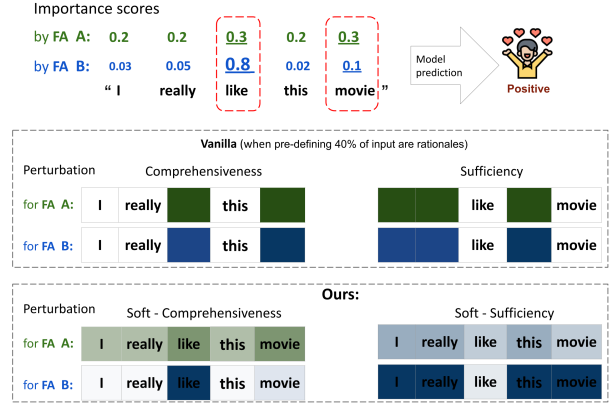 Importance scores
by FA A: 0.2 0.2 0.3 0.2 0.3
by FA B: 0.03 0.05 0.8 0.02 0.1
“ I really like this movie ”
Model prediction
Positive
Vanilla (when pre-defining 40% of input are rationales)
Perturbation Comprehensiveness Sufficiency
for FA A: I really this like movie
for FA B: I really this like movie
Ours:
Perturbation Soft - Comprehensiveness Soft - Sufficiency
for FA A: I really like this movie I really like this movie
for FA B: I really like this movie I really like this movie